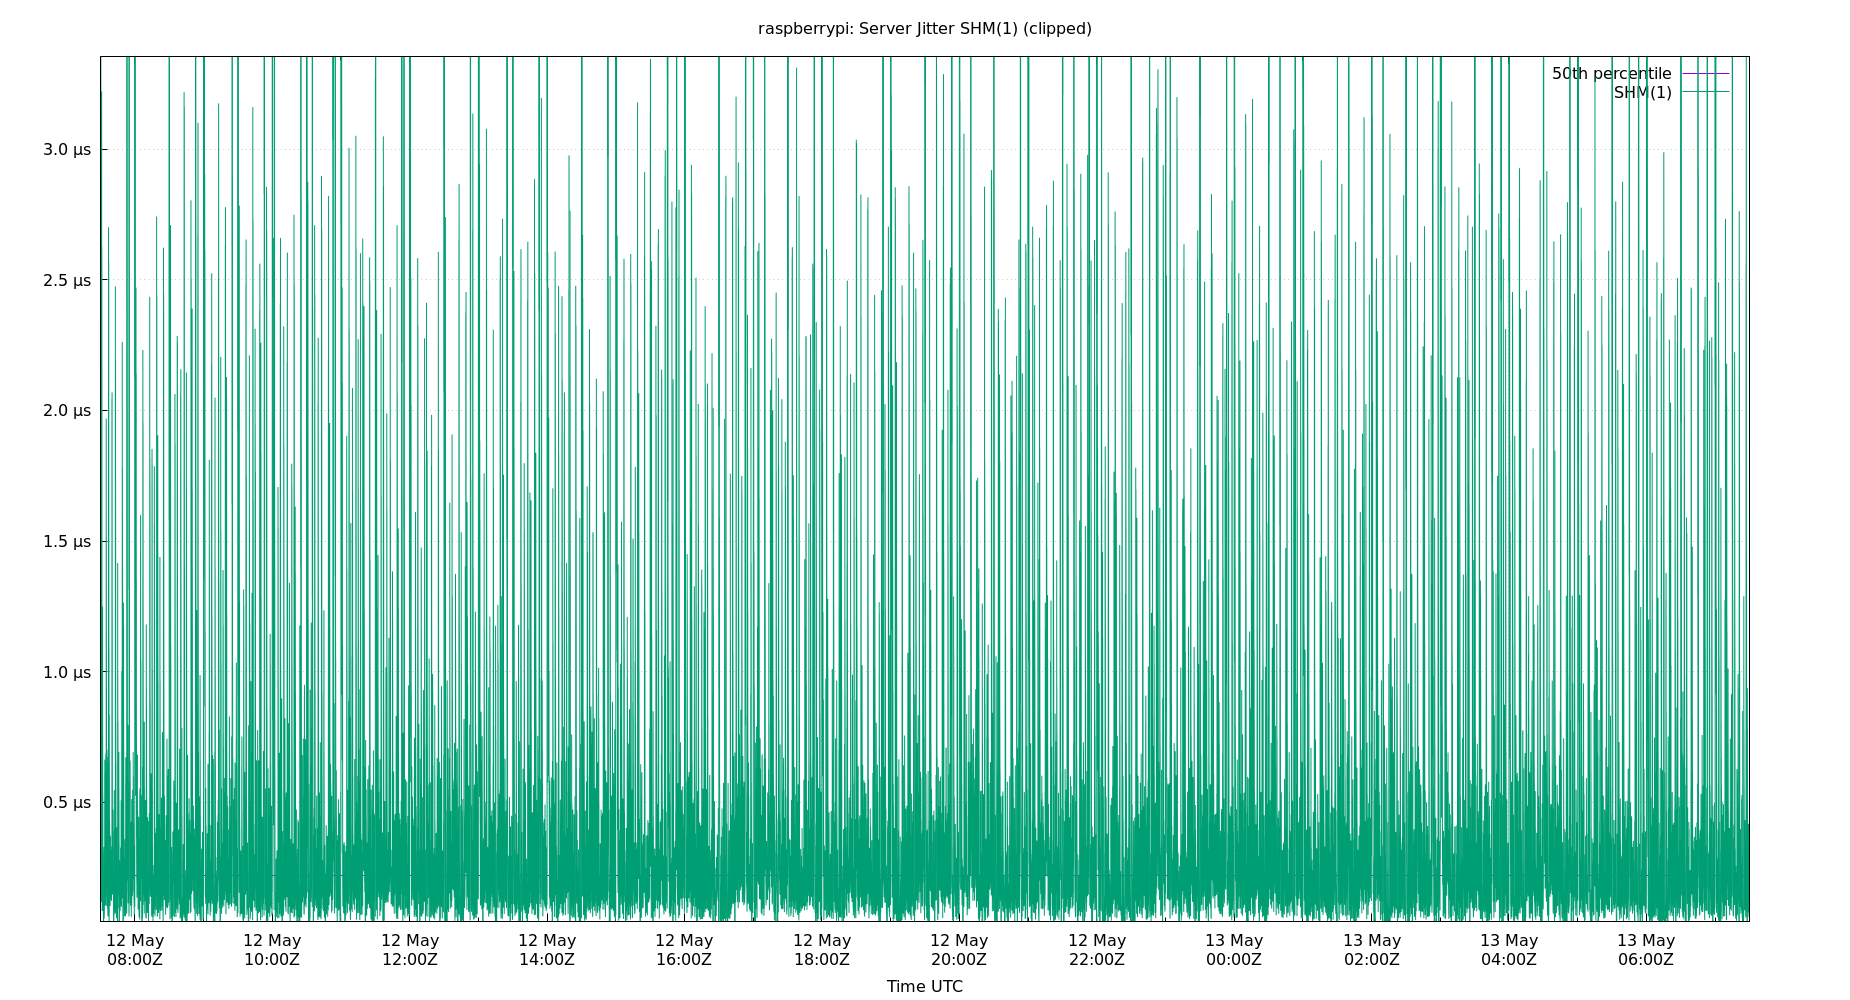 raspberrypi: Server Jitter SHM(1) (clipped)
50th percentile
SHM(1)
3.0 µs
2.5 µs
2.0 µs
1.5 µs
1.0 µs
0.5 µs
12 May 12 May 12 May 12 May 12 May 12 May 12 May 12 May 13 May 13 May 13 May 13 May
08:00Z 10:00Z 12:00Z 14:00Z 16:00Z 18:00Z 20:00Z 22:00Z 00:00Z 02:00Z 04:00Z 06:00Z
Time UTC